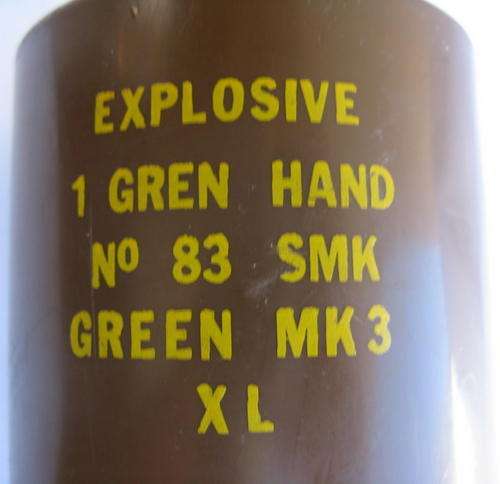 EXPLOSIVE
1 GREN HAND
Nº 83 SMK
GREEN MK3
XL